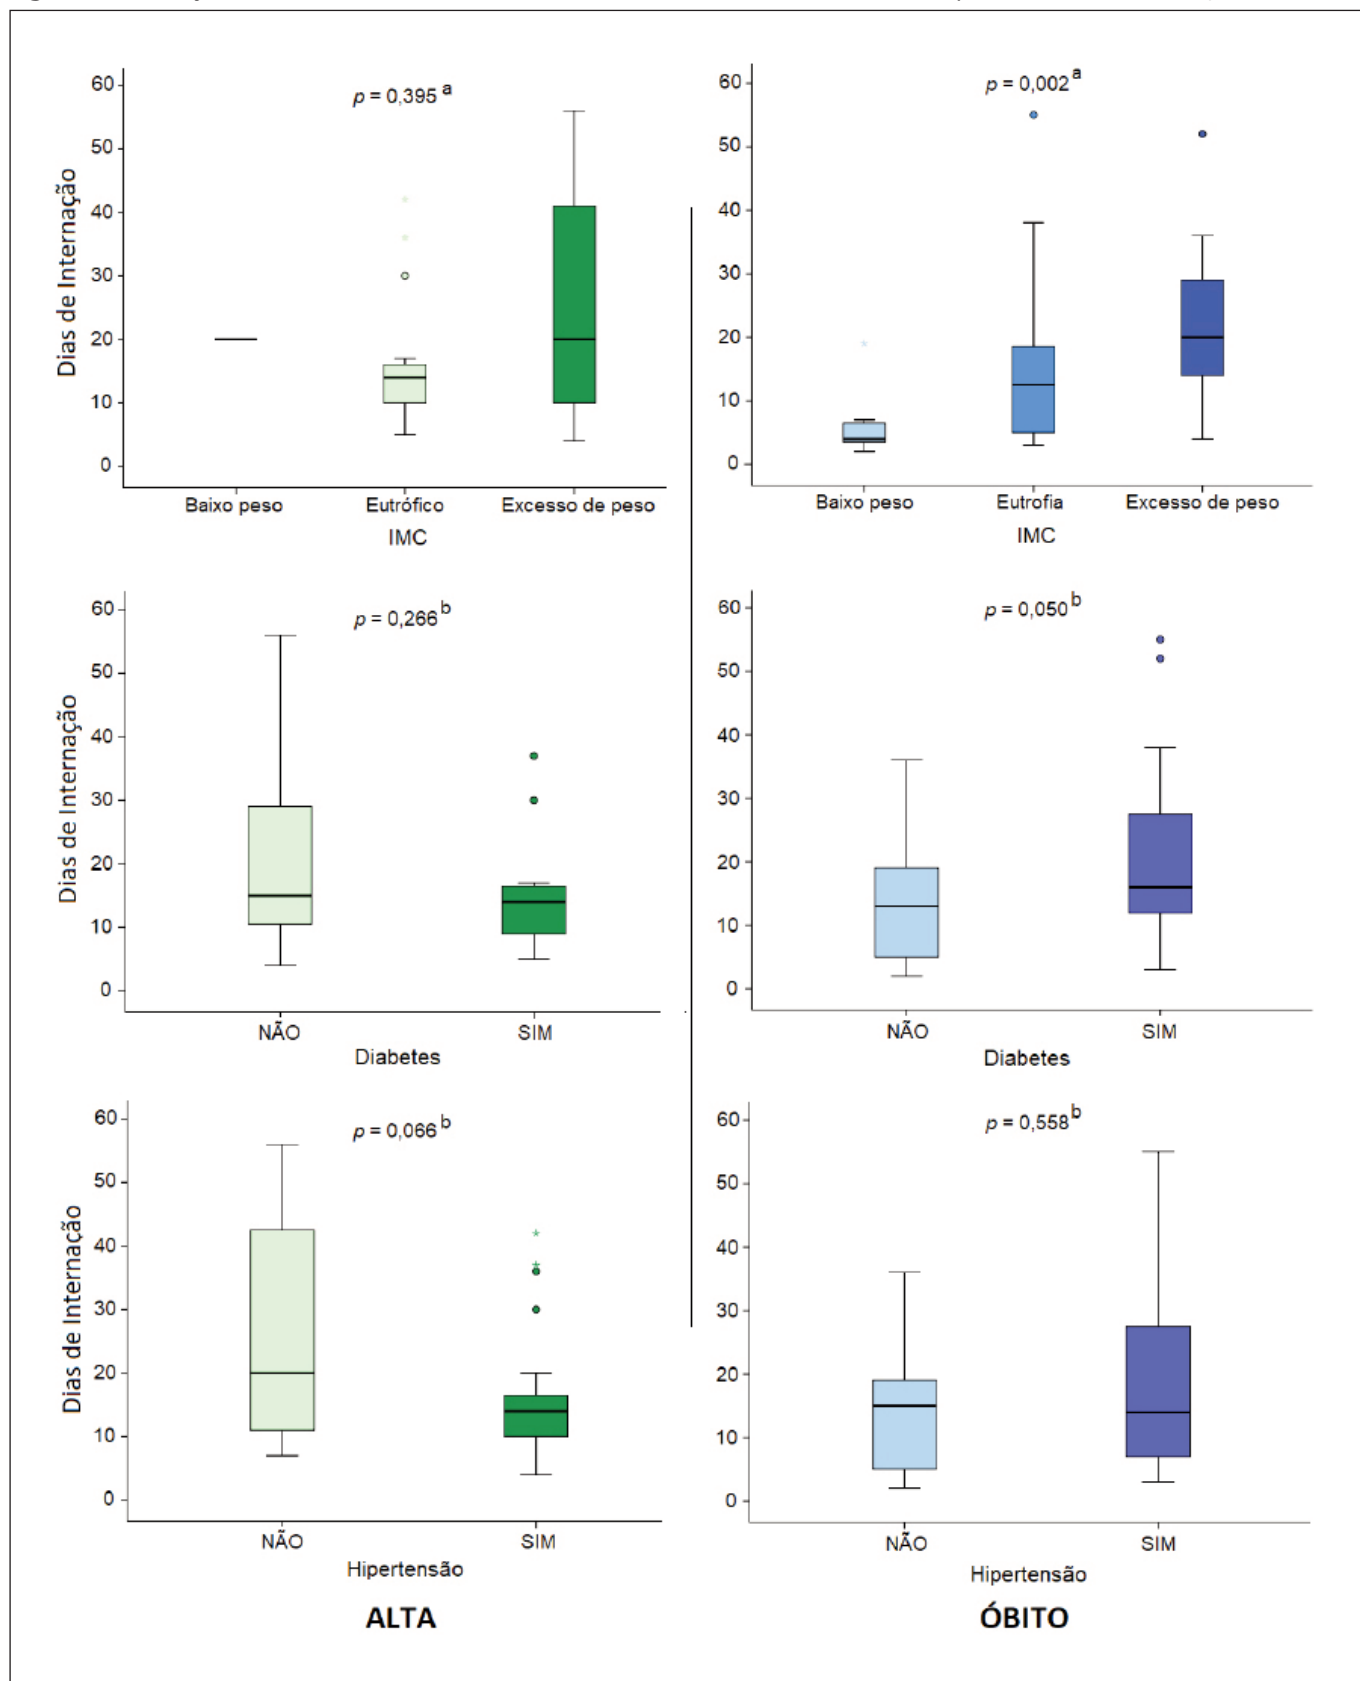 60
50
40
30
20
10
0
Dias de Internação
p = 0,395 a
Baixo peso
Eutrófico
Excesso de peso
IMC
60
50
40
30
20
10
0
p = 0,002 a
Baixo peso
Eutrofia
Excesso de peso
IMC
60
50
40
30
20
10
0
Dias de Internação
p = 0,266 b
NÃO
SIM
Diabetes
60
50
40
30
20
10
0
p = 0,050 b
NÃO
SIM
Diabetes
60
50
40
30
20
10
0
Dias de Internação
p = 0,066 b
NÃO
SIM
Hipertensão
ALTA
60
50
40
30
20
10
0
p = 0,558 b
NÃO
SIM
Hipertensão
ÓBITO